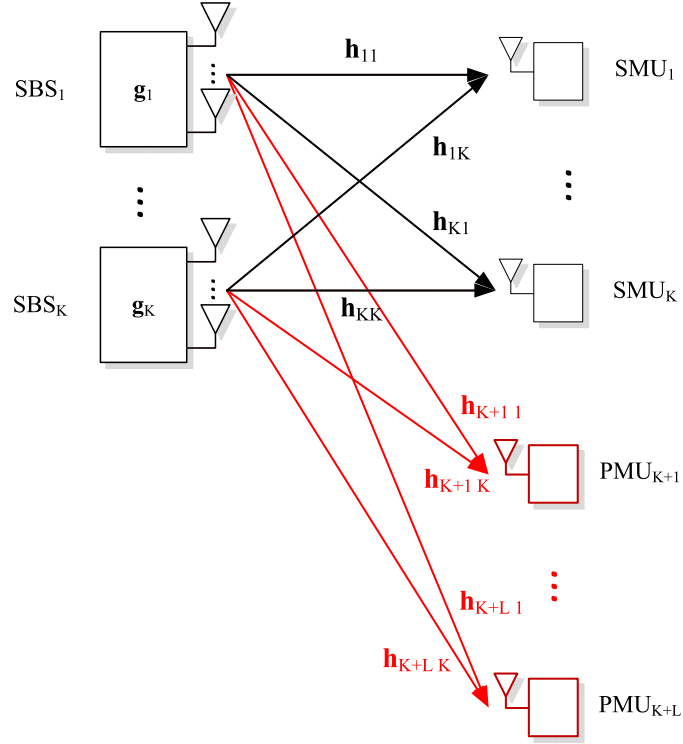 h₁₁
SBS₁ g₁ SMU₁
h₁K
hK₁
SBSK gK SMUK
hKK
hK+1 1
hK+1 K PMUK+1
hK+L 1
hK+L K
PMUK+L